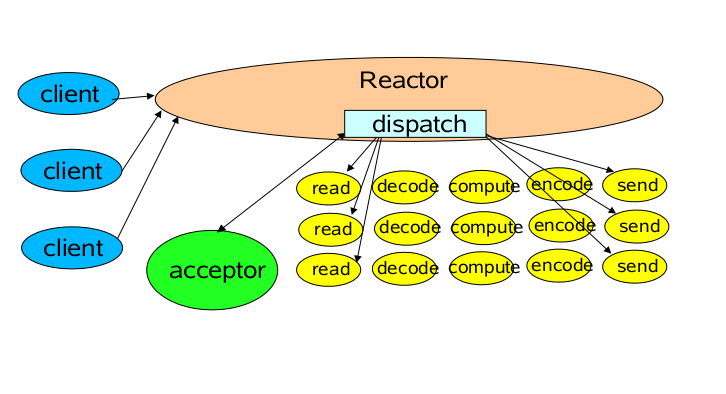 Reactor
client
dispatch
client
read decode compute encode send
read decode compute encode send
client
acceptor
read decode compute encode send